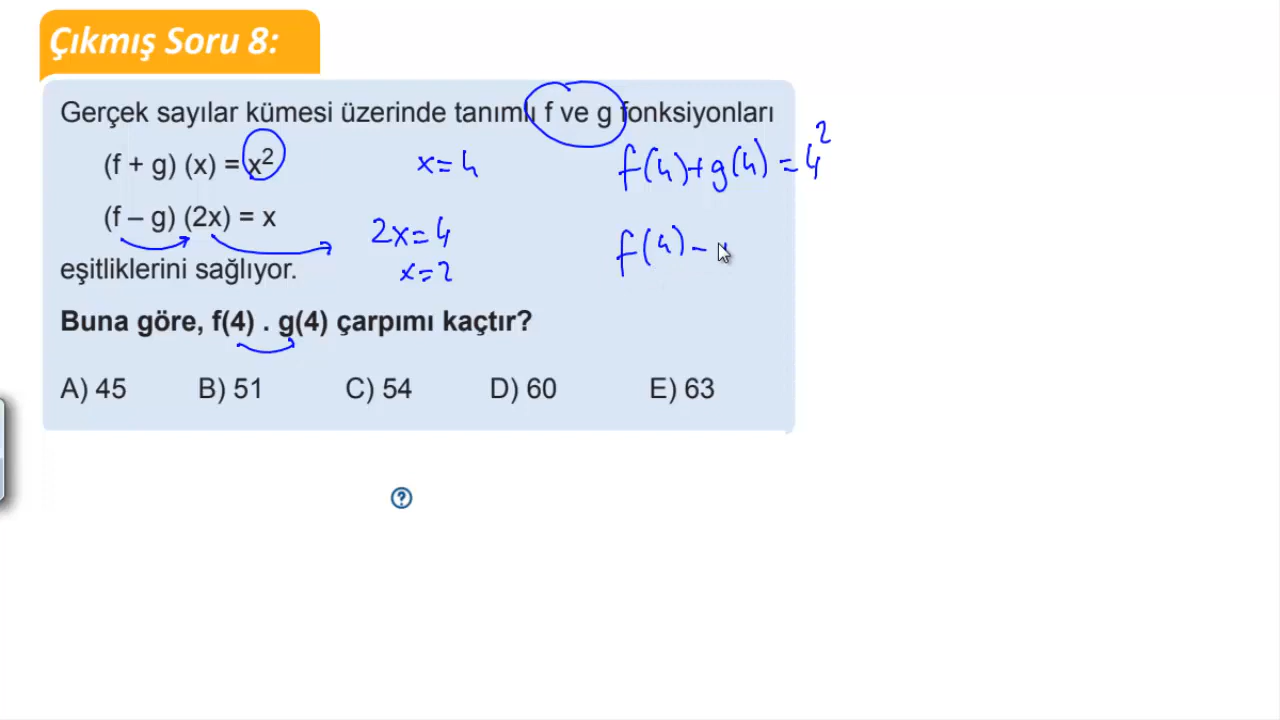 Çıkmış Soru 8:
Gerçek sayılar kümesi üzerinde tanımlı f ve g fonksiyonları
(f + g) (x) = x²
x = 4
f(4) + g(4) = 4²
(f – g) (2x) = x
2x = 4
x = 2
f(4) –
eşitliklerini sağlıyor.
Buna göre, f(4) . g(4) çarpımı kaçtır?
A) 45 B) 51 C) 54 D) 60 E) 63
?